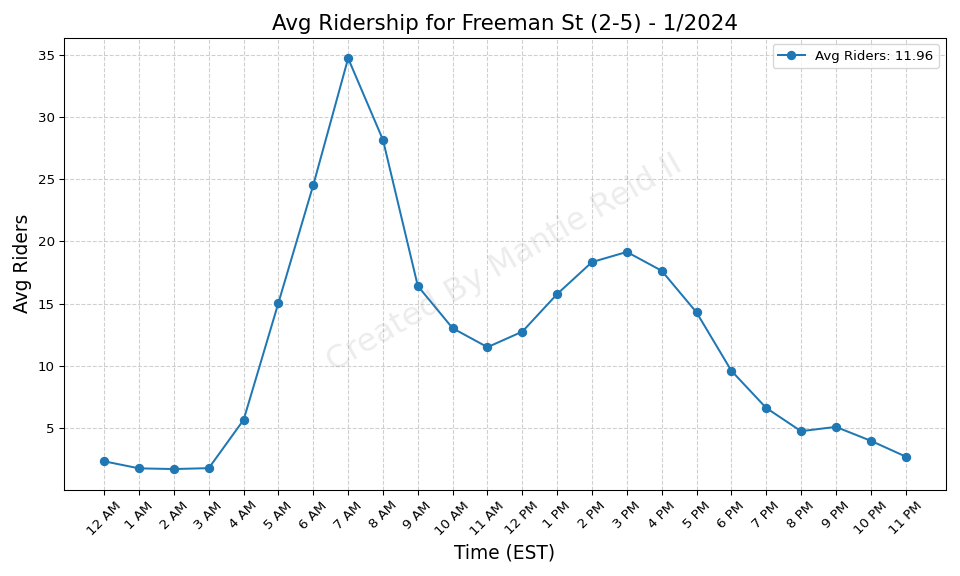 Avg Ridership for Freeman St (2-5) - 1/2024
Avg Riders: 11.96
Created By Mantle Reid II
Avg Riders
35
30
25
20
15
10
5
12 AM
1 AM
2 AM
3 AM
4 AM
5 AM
6 AM
7 AM
8 AM
9 AM
10 AM
11 AM
12 PM
1 PM
2 PM
3 PM
4 PM
5 PM
6 PM
7 PM
8 PM
9 PM
10 PM
11 PM
Time (EST)